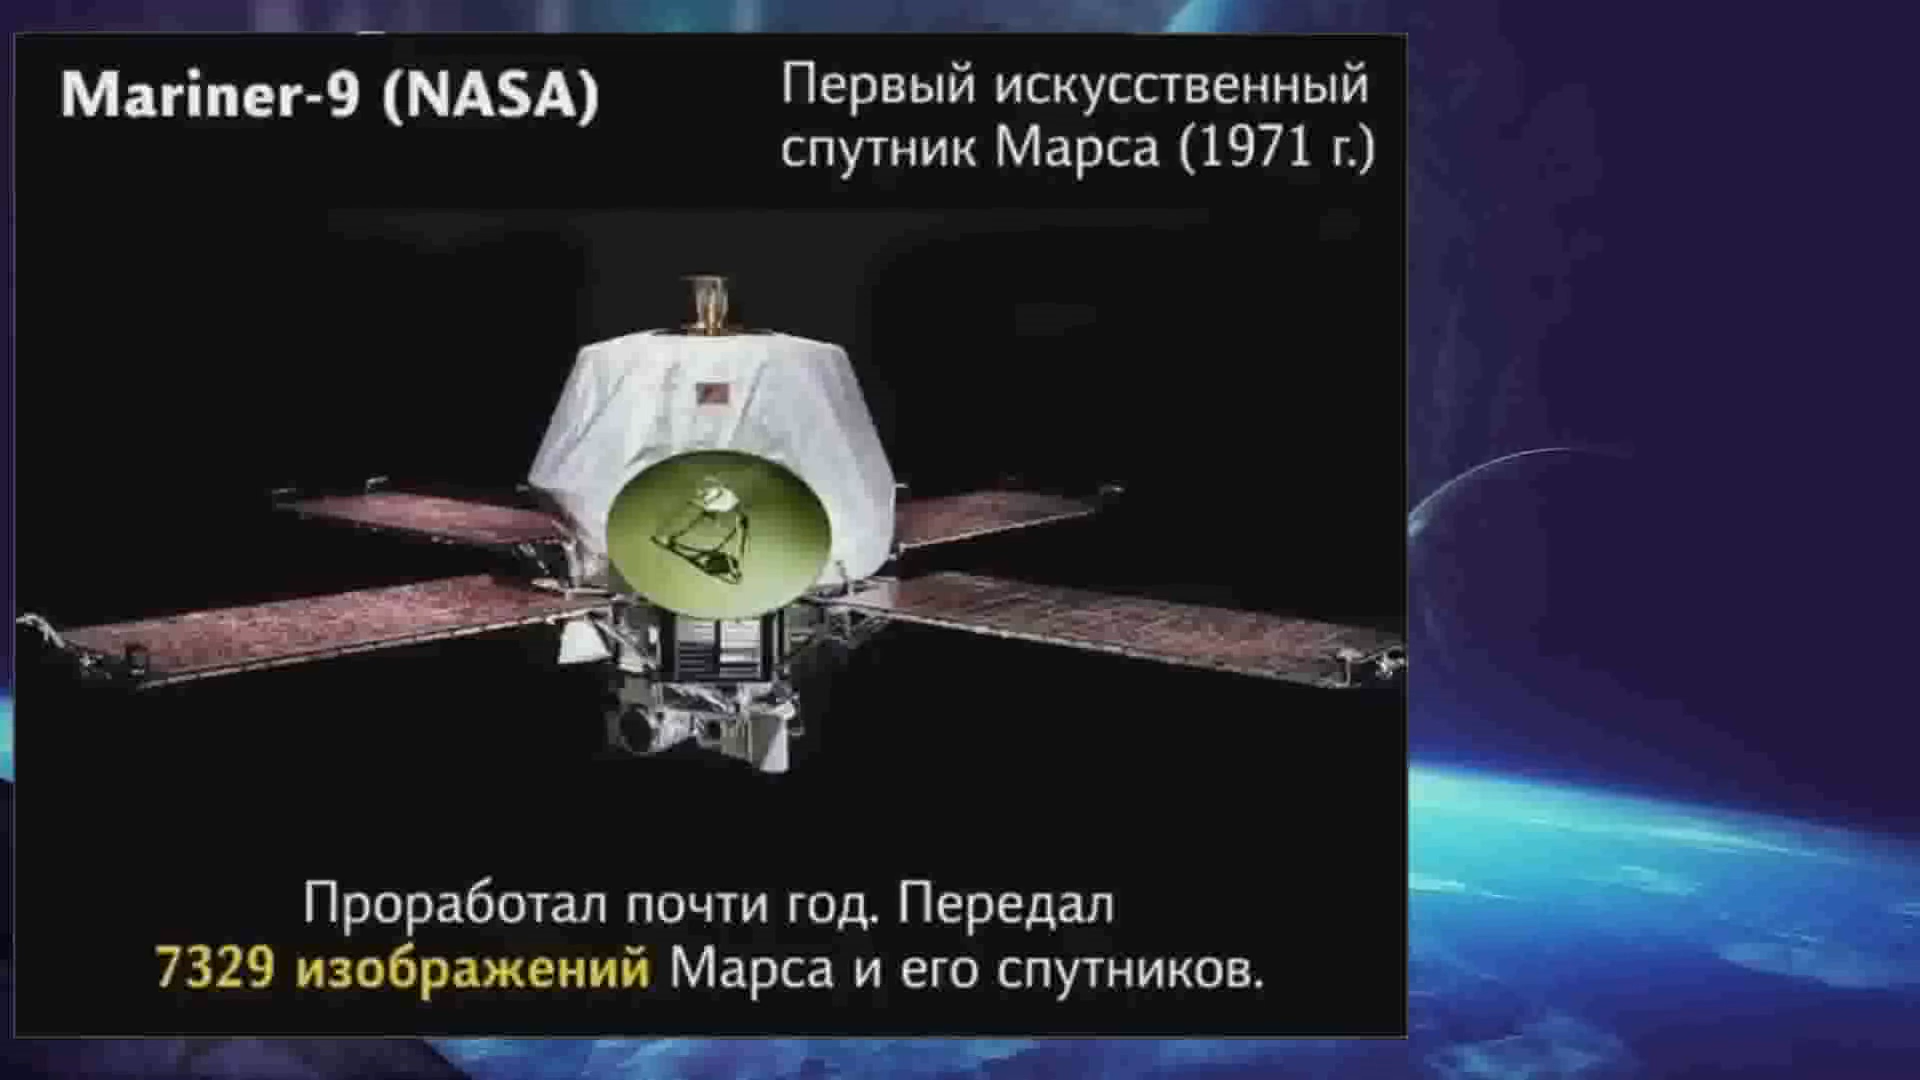 Mariner-9 (NASA)
Первый искусственный
спутник Марса (1971 г.)
Проработал почти год. Передал
7329 изображений Марса и его спутников.